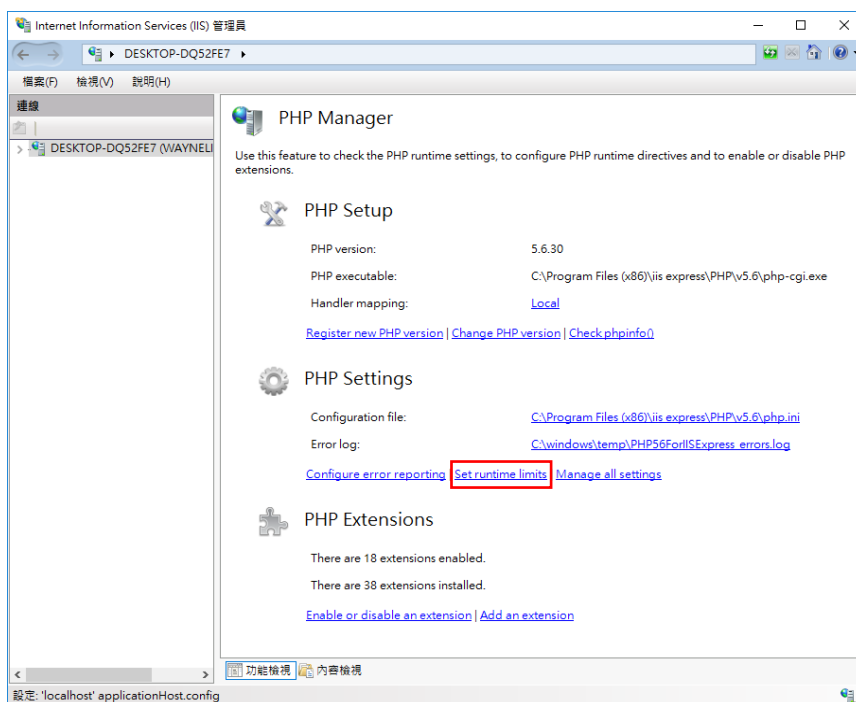 Internet Information Services (IIS) 管理員
DESKTOP-DQ52FE7
檔案(F) 檢視(V) 說明(H)
連線
DESKTOP-DQ52FE7 (WAYNELI
PHP Manager
Use this feature to check the PHP runtime settings, to configure PHP runtime directives and to enable or disable PHP
extensions.
PHP Setup
PHP version: 5.6.30
PHP executable: C:\Program Files (x86)\iis express\PHP\v5.6\php-cgi.exe
Handler mapping: Local
Register new PHP version | Change PHP version | Check phpinfo()
PHP Settings
Configuration file: C:\Program Files (x86)\iis express\PHP\v5.6\php.ini
Error log: C:\windows\temp\PHP56ForIISExpress_errors.log
Configure error reporting | Set runtime limits | Manage all settings
PHP Extensions
There are 18 extensions enabled.
There are 38 extensions installed.
Enable or disable an extension | Add an extension
功能檢視 內容檢視
設定: 'localhost' applicationHost.config